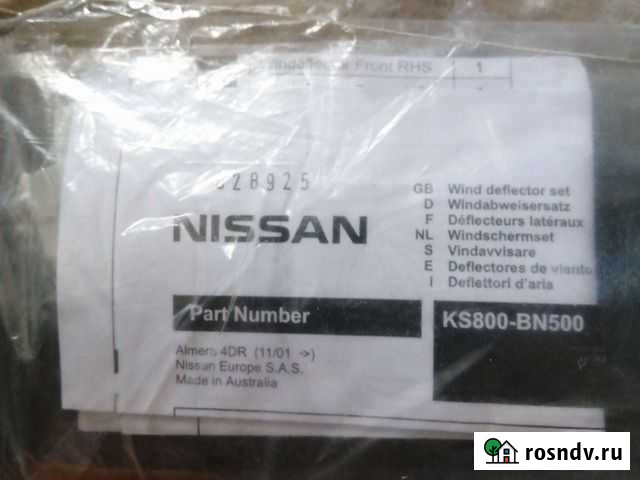 Front RHS 1
28925
NISSAN
GB Wind deflector set
D Windabweisersatz
F Déflecteurs latéraux
NL Windschermset
S Vindavvisare
E Deflectores de viento
I Deflettori d'aria
Part Number
KS800-BN500
Almera 4DR (11/01 ->)
Nissan Europe S.A.S.
Made in Australia
rosndv.ru